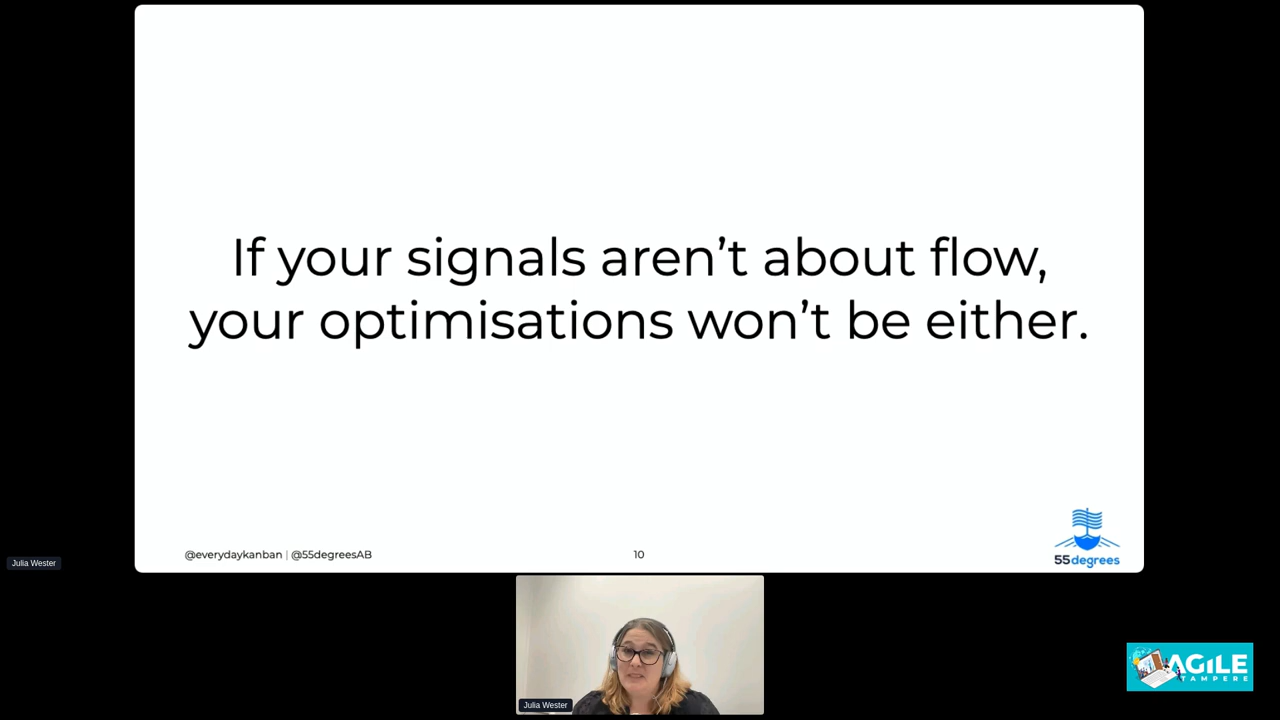 If your signals aren’t about flow,
your optimisations won’t be either.
@everydaykanban | @55degreesAB
10
55degrees
Julia Wester
Julia Wester
AGILE
TAMPERE